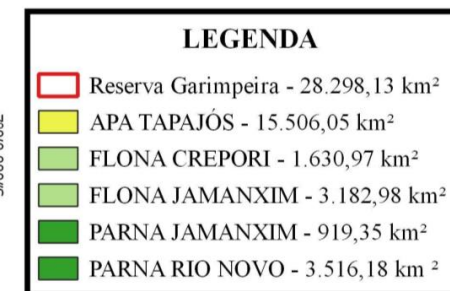 LEGENDA
Reserva Garimpeira - 28.298,13 km²
APA TAPAJÓS - 15.506,05 km²
FLONA CREPORI - 1.630,97 km²
FLONA JAMANXIM - 3.182,98 km²
PARNA JAMANXIM - 919,35 km²
PARNA RIO NOVO - 3.516,18 km ²